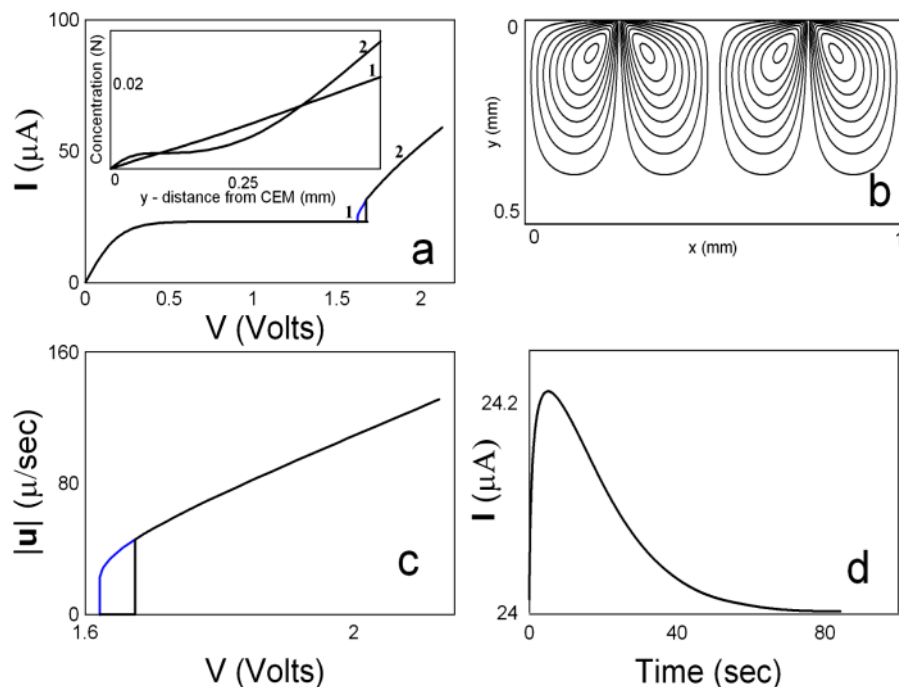 100
I (μA)
50
0
Concentration (N)
0.02
2
1
0
0.25
y - distance from CEM (mm)
2
1
a
0
0.5
1
1.5
2
V (Volts)
0
y (mm)
0.5
b
0
x (mm)
1
160
|u| (μ/sec)
80
0
c
1.6
2
V (Volts)
24.2
I (μA)
24
d
0
40
80
Time (sec)